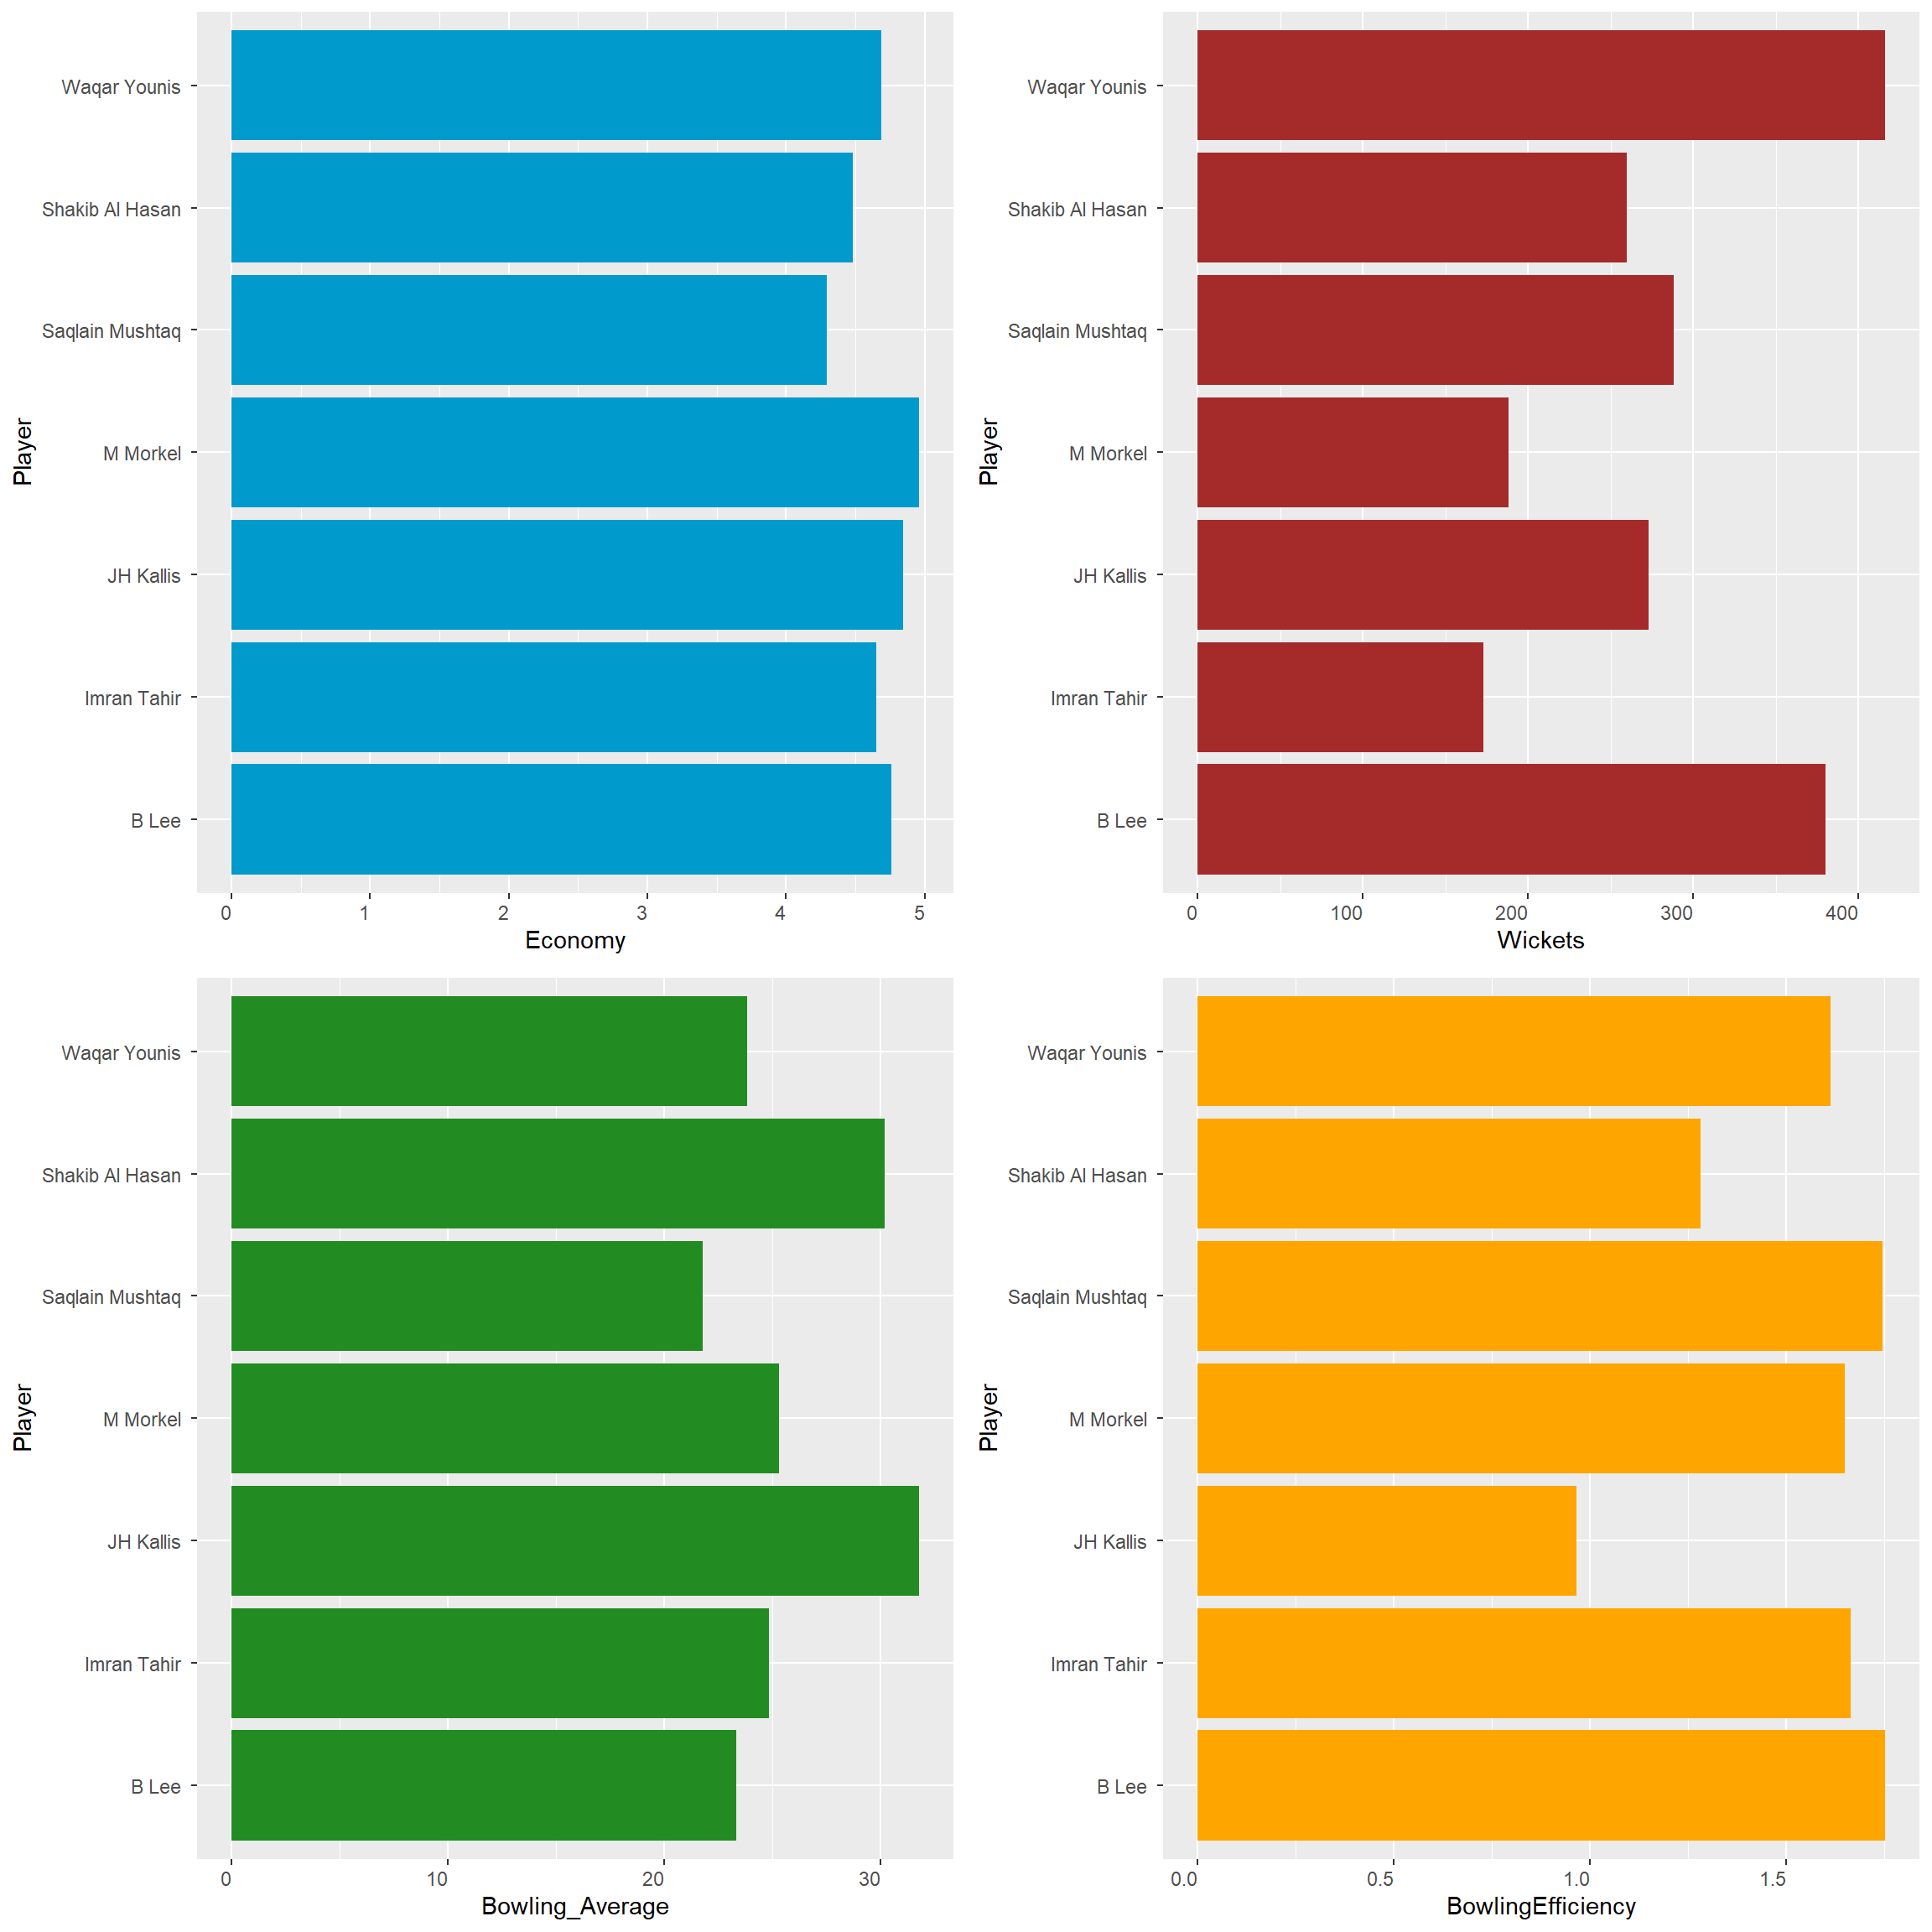 Player
Waqar Younis
Shakib Al Hasan
Saqlain Mushtaq
M Morkel
JH Kallis
Imran Tahir
B Lee
0 1 2 3 4 5
Economy
Player
Waqar Younis
Shakib Al Hasan
Saqlain Mushtaq
M Morkel
JH Kallis
Imran Tahir
B Lee
0 100 200 300 400
Wickets
Player
Waqar Younis
Shakib Al Hasan
Saqlain Mushtaq
M Morkel
JH Kallis
Imran Tahir
B Lee
0 10 20 30
Bowling_Average
Player
Waqar Younis
Shakib Al Hasan
Saqlain Mushtaq
M Morkel
JH Kallis
Imran Tahir
B Lee
0.0 0.5 1.0 1.5
BowlingEfficiency